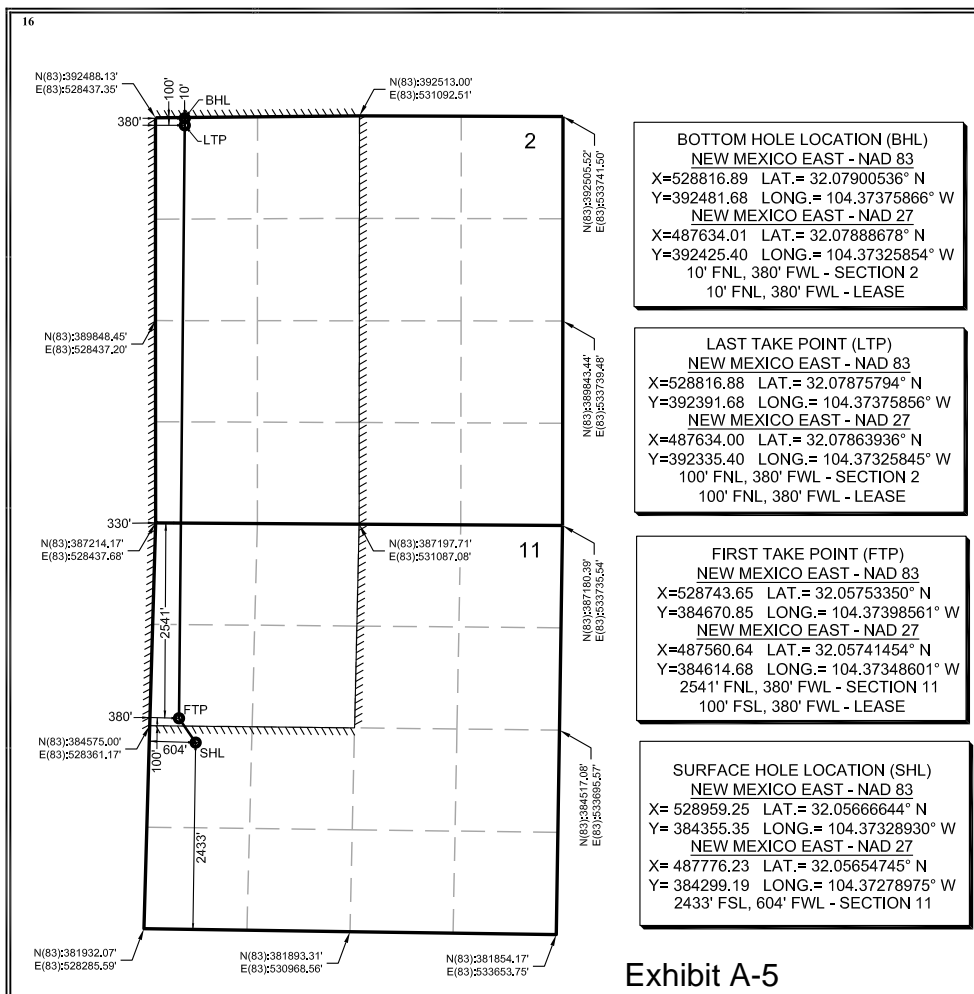 16
N(83):392488.13'
E(83):528437.35'
100'
10'
BHL
N(83):392513.00'
E(83):531092.51'
380'
LTP
2
N(83):392505.52'
E(83):533741.50'
N(83):389848.45'
E(83):528437.20'
N(83):389843.44'
E(83):533739.48'
330'
N(83):387214.17'
E(83):528437.68'
N(83):387197.71'
E(83):531087.08'
11
N(83):387180.39'
E(83):533735.54'
2541'
FTP
380'
N(83):384575.00'
E(83):528361.17'
100'
604'
SHL
N(83):384517.08'
E(83):533695.57'
2433'
N(83):381932.07'
E(83):528285.59'
N(83):381893.31'
E(83):530968.56'
N(83):381854.17'
E(83):533653.75'
BOTTOM HOLE LOCATION (BHL)
NEW MEXICO EAST - NAD 83
X=528816.89 LAT.= 32.07900536° N
Y=392481.68 LONG.= 104.37375866° W
NEW MEXICO EAST - NAD 27
X=487634.01 LAT.= 32.07888678° N
Y=392425.40 LONG.= 104.37325854° W
10' FNL, 380' FWL - SECTION 2
10' FNL, 380' FWL - LEASE
LAST TAKE POINT (LTP)
NEW MEXICO EAST - NAD 83
X=528816.88 LAT.= 32.07875794° N
Y=392391.68 LONG.= 104.37375856° W
NEW MEXICO EAST - NAD 27
X=487634.00 LAT.= 32.07863936° N
Y=392335.40 LONG.= 104.37325845° W
100' FNL, 380' FWL - SECTION 2
100' FNL, 380' FWL - LEASE
FIRST TAKE POINT (FTP)
NEW MEXICO EAST - NAD 83
X=528743.65 LAT.= 32.05753350° N
Y=384670.85 LONG.= 104.37398561° W
NEW MEXICO EAST - NAD 27
X=487560.64 LAT.= 32.05741454° N
Y=384614.68 LONG.= 104.37348601° W
2541' FNL, 380' FWL - SECTION 11
100' FSL, 380' FWL - LEASE
SURFACE HOLE LOCATION (SHL)
NEW MEXICO EAST - NAD 83
X= 528959.25 LAT.= 32.05666644° N
Y= 384355.35 LONG.= 104.37328930° W
NEW MEXICO EAST - NAD 27
X= 487776.23 LAT.= 32.05654745° N
Y= 384299.19 LONG.= 104.37278975° W
2433' FSL, 604' FWL - SECTION 11
Exhibit A-5